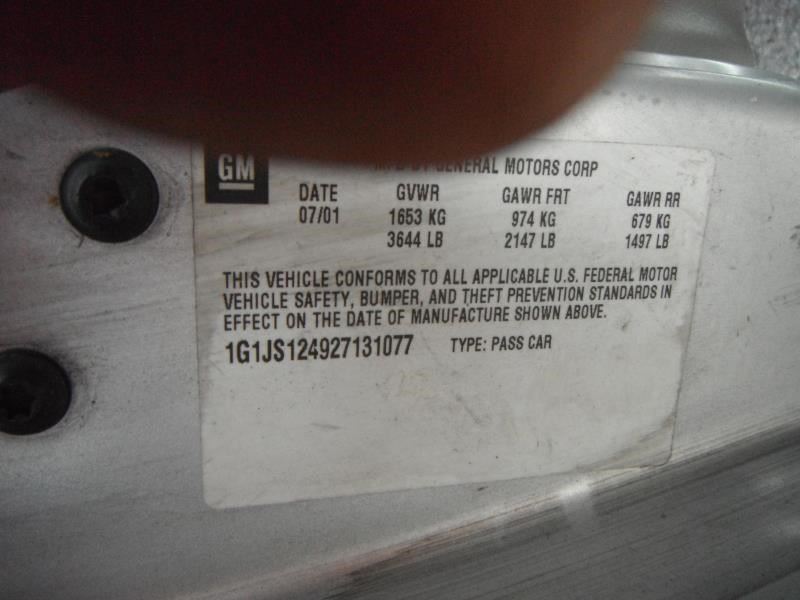 GM
BY GENERAL MOTORS CORP
DATE GVWR GAWR FRT GAWR RR
07/01 1653 KG 974 KG 679 KG
3644 LB 2147 LB 1497 LB
THIS VEHICLE CONFORMS TO ALL APPLICABLE U.S. FEDERAL MOTOR
VEHICLE SAFETY, BUMPER, AND THEFT PREVENTION STANDARDS IN
EFFECT ON THE DATE OF MANUFACTURE SHOWN ABOVE.
1G1JS124927131077 TYPE: PASS CAR